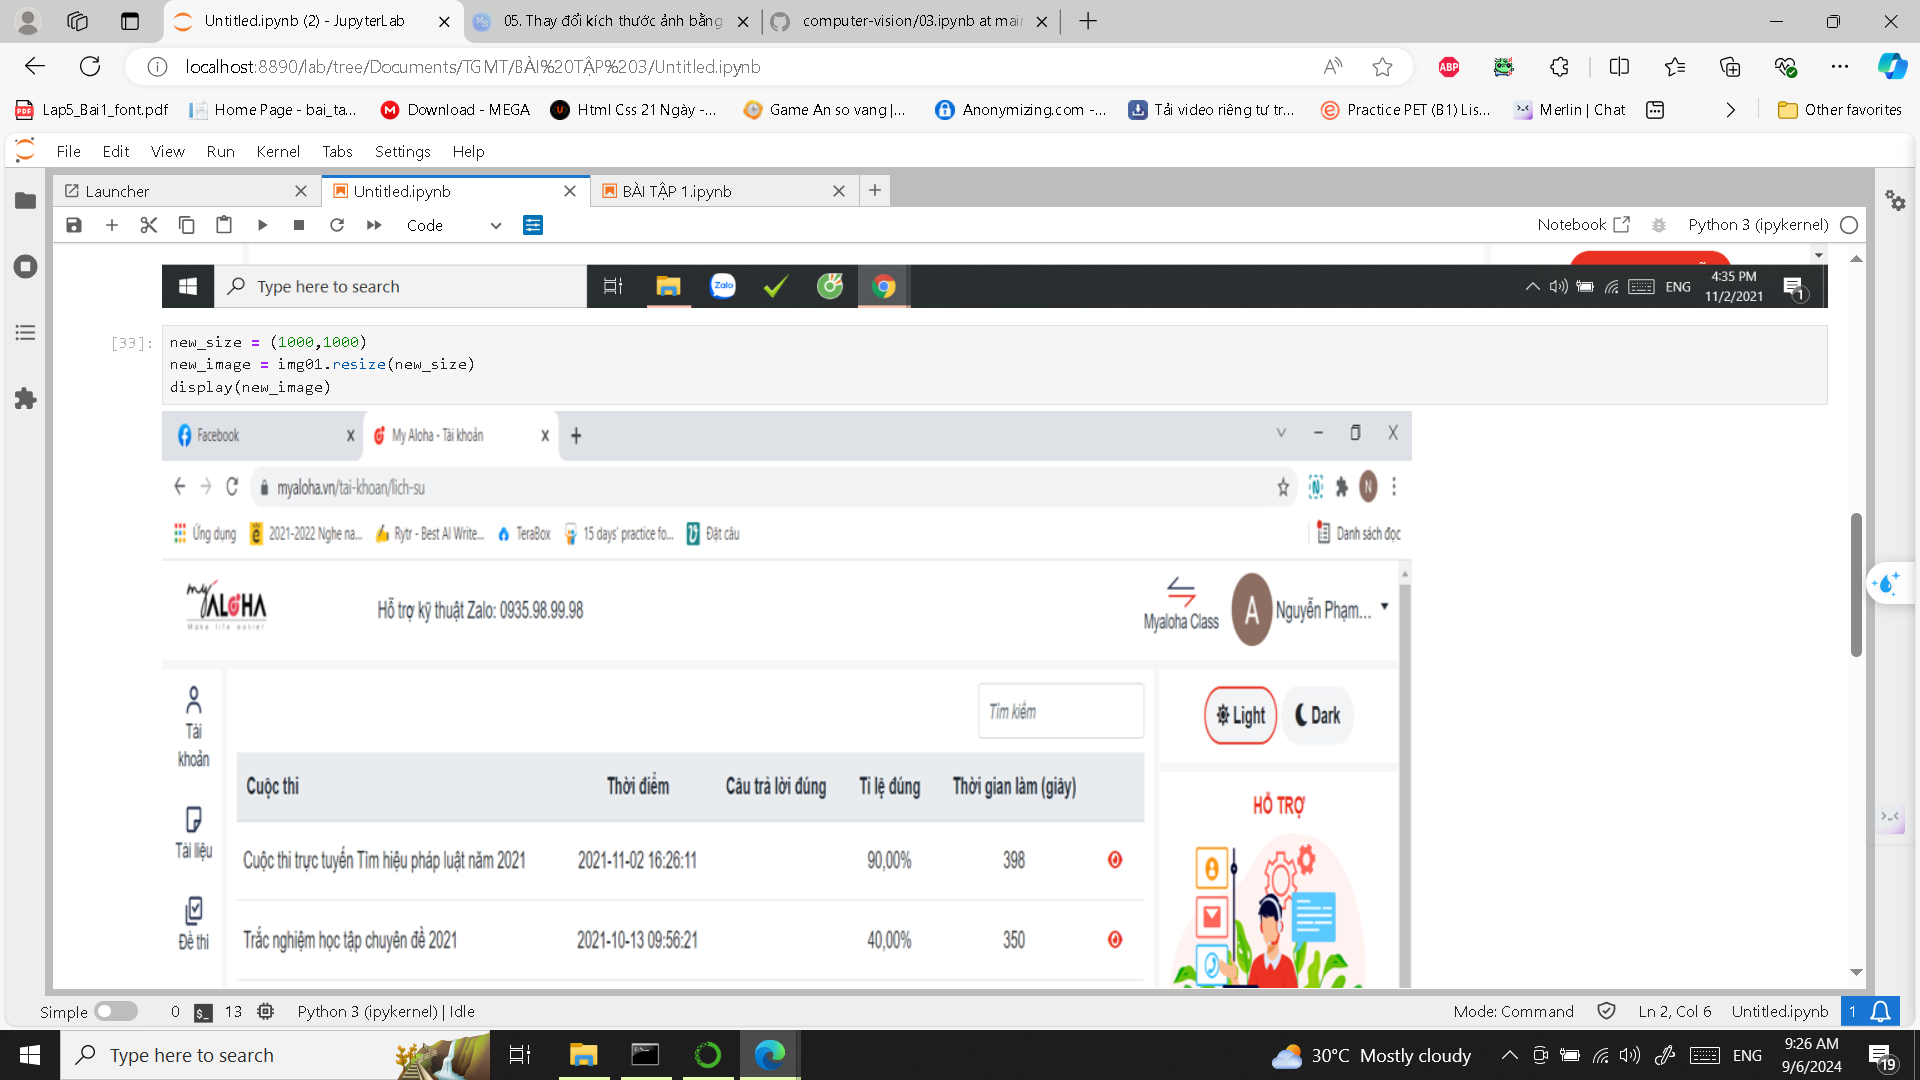 Untitled.ipynb (2) - JupyterLab
05. Thay đổi kích thước ảnh bằng
computer-vision/03.ipynb at main
localhost:8890/lab/tree/Documents/TGMT/BÀI%20TẬP%203/Untitled.ipynb
ABP
Lap5_Bai1_font.pdf
Home Page - bai_ta...
Download - MEGA
Html Css 21 Ngày -...
Game An so vang |...
Anonymizing.com -...
Tải video riêng tư tr...
Practice PET (B1) Lis...
Merlin | Chat
Other favorites
File Edit View Run Kernel Tabs Settings Help
Launcher
Untitled.ipynb
BÀI TẬP 1.ipynb
Code
Notebook
Python 3 (ipykernel)
Type here to search
Zalo
ENG
4:35 PM
11/2/2021
1
[33]:
new_size = (1000,1000)
new_image = img01.resize(new_size)
display(new_image)
Facebook
My Aloha - Tài khoản
myaloha.vn/tai-khoan/lich-su
N
Ứng dụng
2021-2022 Nghe na...
Rytr - Best AI Write...
TeraBox
15 days' practice fo...
Đặt câu
Danh sách đọc
my ALOHA
Make life easier
Hỗ trợ kỹ thuật Zalo: 0935.98.99.98
Myaloha Class
A
Nguyễn Phạm...
Tài khoản
Tìm kiếm
Light
Dark
Cuộc thi Thời điểm Câu trả lời đúng Tỉ lệ đúng Thời gian làm (giây)
HỖ TRỢ
Tài liệu
Cuộc thi trực tuyến Tìm hiệu pháp luật năm 2021 2021-11-02 16:26:11 90,00% 398
Đề thi
Trắc nghiệm học tập chuyên đề 2021 2021-10-13 09:56:21 40,00% 350
Simple
0
13
Python 3 (ipykernel) | Idle
Mode: Command
Ln 2, Col 6
Untitled.ipynb
1
Type here to search
30°C Mostly cloudy
ENG
9:26 AM
9/6/2024
19